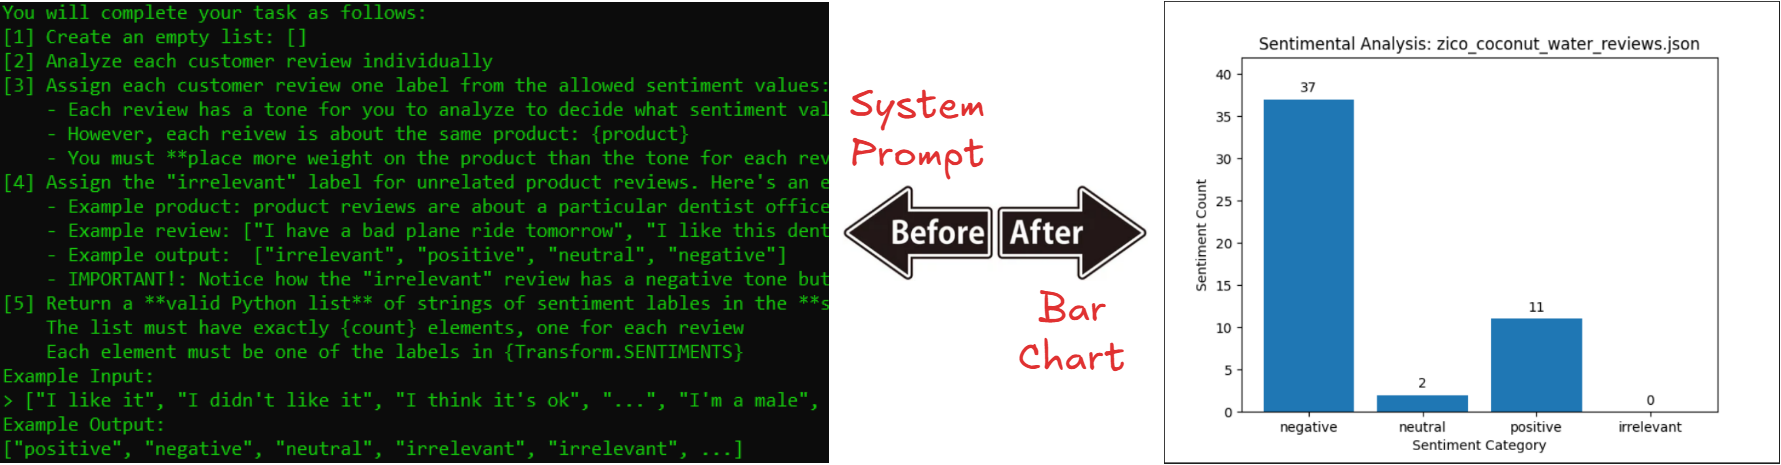 You will complete your task as follows:
[1] Create an empty list: []
[2] Analyze each customer review individually
[3] Assign each customer review one label from the allowed sentiment values:
- Each review has a tone for you to analyze to decide what sentiment val
- However, each reivew is about the same product: {product}
- You must **place more weight on the product than the tone for each rev
[4] Assign the "irrelevant" label for unrelated product reviews. Here's an e
- Example product: product reviews are about a particular dentist office
- Example review: ["I have a bad plane ride tomorrow", "I like this dent
- Example output:  ["irrelevant", "positive", "neutral", "negative"]
- IMPORTANT!: Notice how the "irrelevant" review has a negative tone but
[5] Return a **valid Python list** of strings of sentiment lables in the **s
The list must have exactly {count} elements, one for each review
Each element must be one of the labels in {Transform.SENTIMENTS}
Example Input:
> ["I like it", "I didn't like it", "I think it's ok", "...", "I'm a male",
Example Output:
["positive", "negative", "neutral", "irrelevant", "irrelevant", ...]
System
Prompt
Before After
Bar
Chart
Sentimental Analysis: zico_coconut_water_reviews.json
Sentiment Count
40
35
30
25
20
15
10
5
0
37
2
11
0
negative neutral positive irrelevant
Sentiment Category